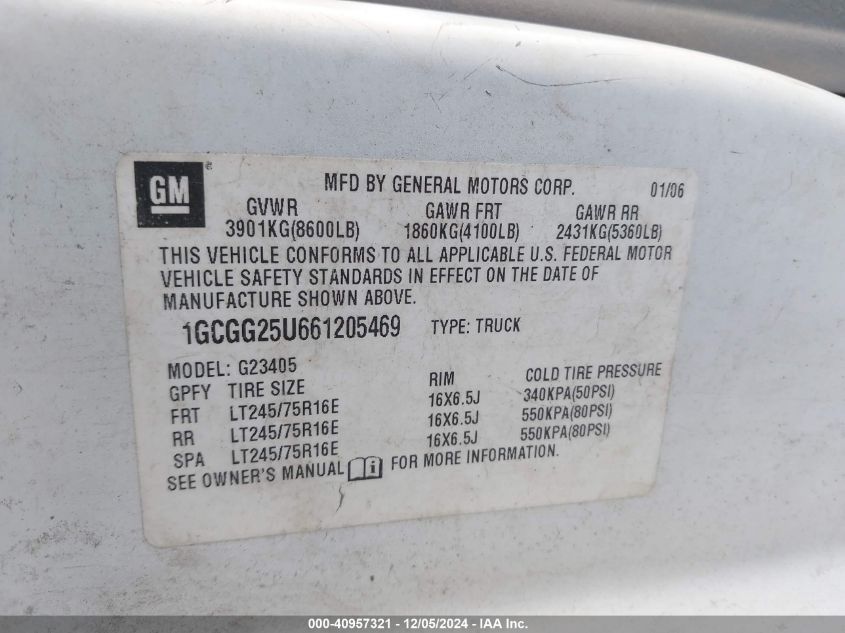 GM MFD BY GENERAL MOTORS CORP. 01/06
GVWR GAWR FRT GAWR RR
3901KG(8600LB) 1860KG(4100LB) 2431KG(5360LB)
THIS VEHICLE CONFORMS TO ALL APPLICABLE U.S. FEDERAL MOTOR
VEHICLE SAFETY STANDARDS IN EFFECT ON THE DATE OF
MANUFACTURE SHOWN ABOVE.
1GCGG25U661205469 TYPE: TRUCK
MODEL: G23405
GPFY TIRE SIZE RIM COLD TIRE PRESSURE
FRT LT245/75R16E 16X6.5J 340KPA(50PSI)
RR LT245/75R16E 16X6.5J 550KPA(80PSI)
SPA LT245/75R16E 16X6.5J 550KPA(80PSI)
SEE OWNER'S MANUAL FOR MORE INFORMATION.
000-40957321 - 12/05/2024 - IAA Inc.